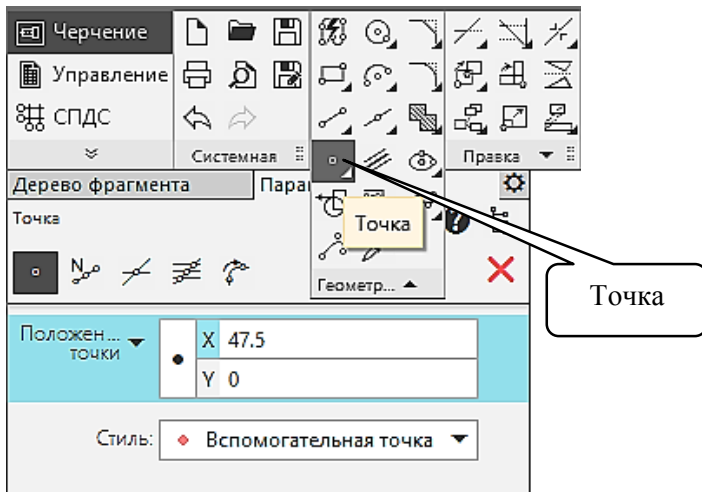 Черчение
Управление
СПДС
Системная
Правка
Дерево фрагмента
Пара
Точка
Точка
Геометр...
Точка
Положен...
точки
X 47.5
Y 0
Стиль: Вспомогательная точка